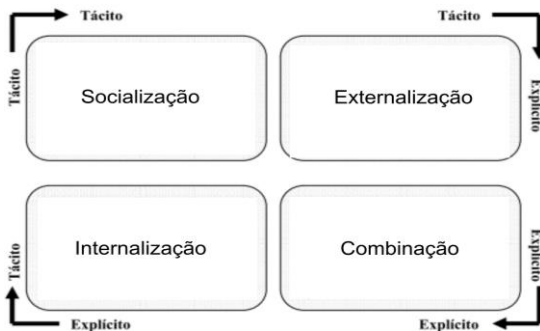 Tácito
Tácito
Tácito
Explícito
Socialização
Externalização
Internalização
Combinação
Tácito
Explícito
Explícito
Explícito